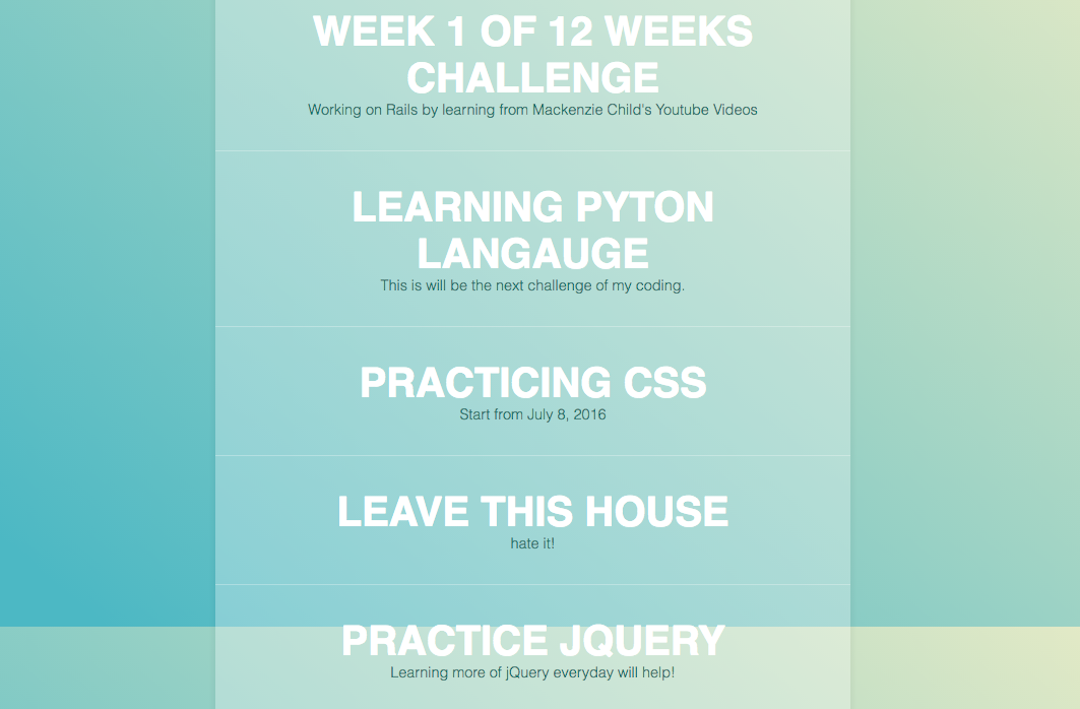 WEEK 1 OF 12 WEEKS
CHALLENGE
Working on Rails by learning from Mackenzie Child's Youtube Videos
LEARNING PYTON
LANGAUGE
This is will be the next challenge of my coding.
PRACTICING CSS
Start from July 8, 2016
LEAVE THIS HOUSE
hate it!
PRACTICE JQUERY
Learning more of jQuery everyday will help!